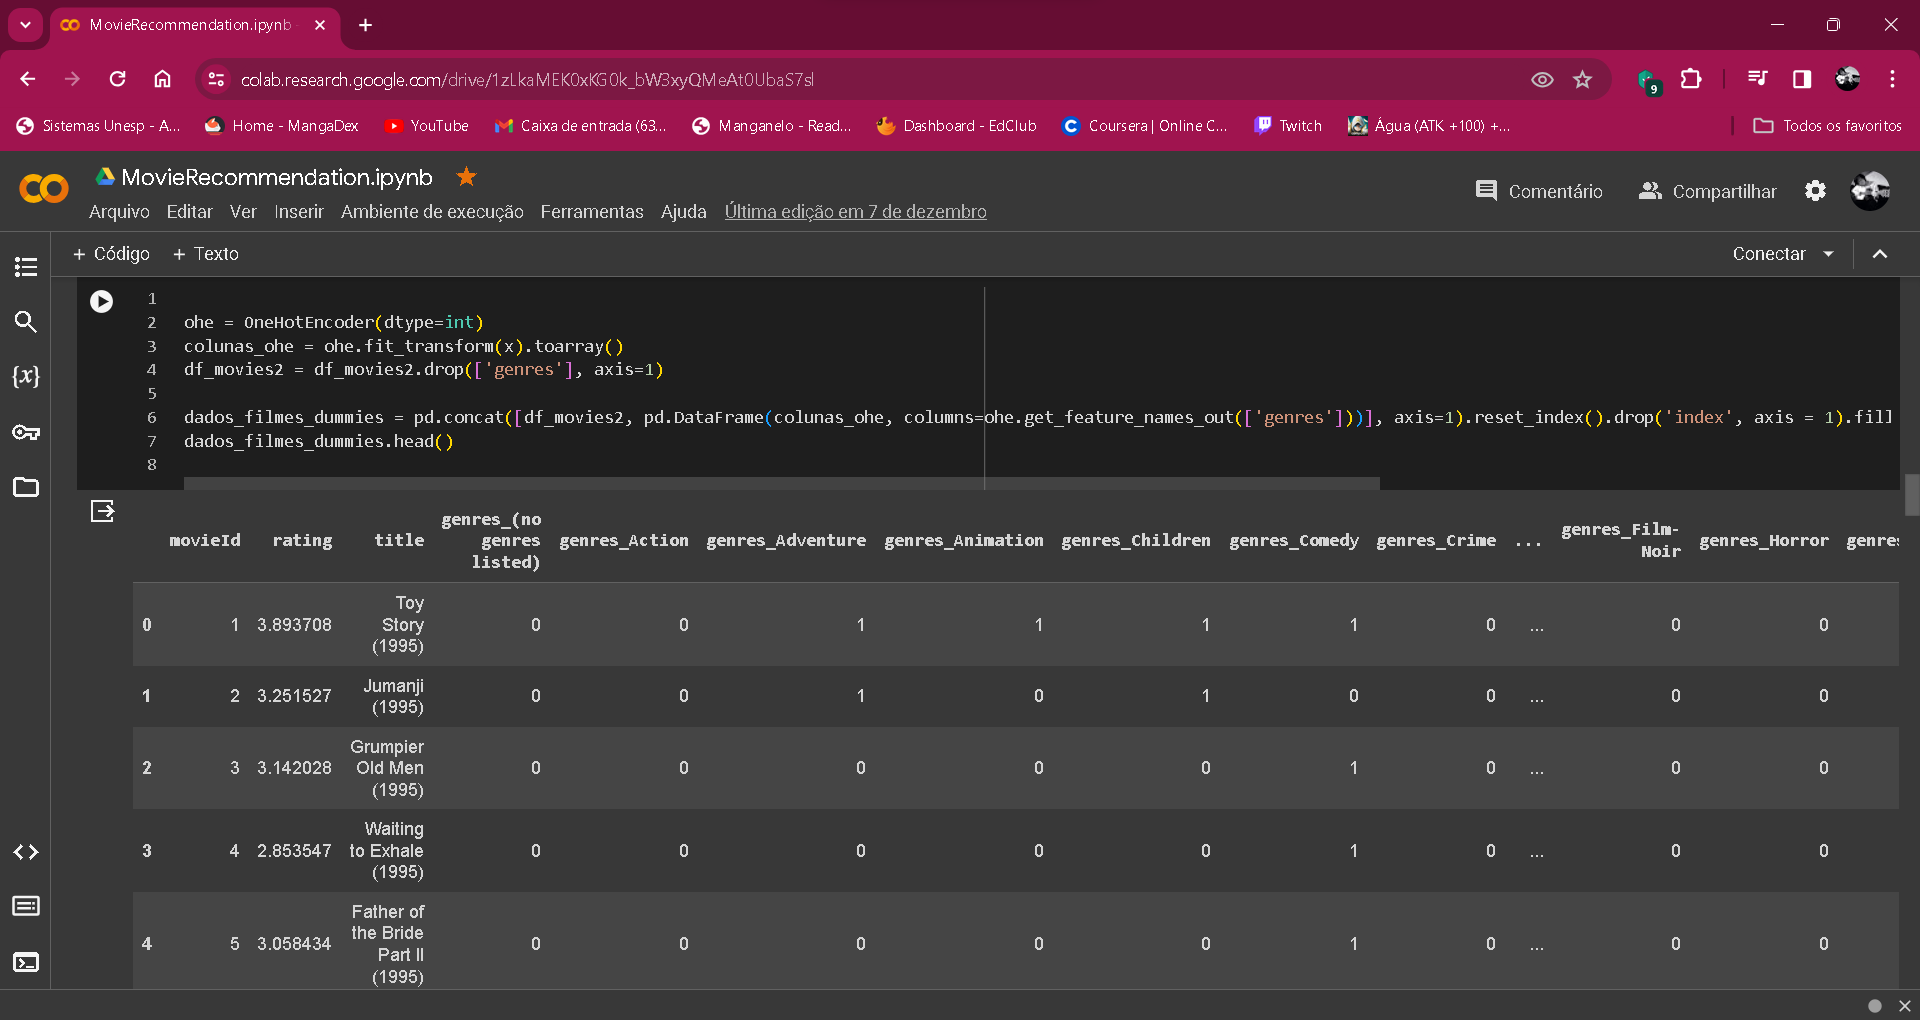 MovieRecommendation.ipynb -
colab.research.google.com/drive/1zLkaMEK0xKG0k_bW3xyQMeAt0UbaS7sl
9
Sistemas Unesp - A...
Home - MangaDex
YouTube
Caixa de entrada (63...
Manganelo - Read...
Dashboard - EdClub
Coursera | Online C...
Twitch
Água (ATK +100) +...
Todos os favoritos
MovieRecommendation.ipynb
Comentário
Compartilhar
Arquivo Editar Ver Inserir Ambiente de execução Ferramentas Ajuda Última edição em 7 de dezembro
+ Código + Texto
Conectar
{x}
1
2 ohe = OneHotEncoder(dtype=int)
3 colunas_ohe = ohe.fit_transform(x).toarray()
4 df_movies2 = df_movies2.drop(['genres'], axis=1)
5
6 dados_filmes_dummies = pd.concat([df_movies2, pd.DataFrame(colunas_ohe, columns=ohe.get_feature_names_out(['genres']))], axis=1).reset_index().drop('index', axis = 1).fill
7 dados_filmes_dummies.head()
8
movieId rating title genres_(no genres listed) genres_Action genres_Adventure genres_Animation genres_Children genres_Comedy genres_Crime ... genres_Film-Noir genres_Horror genres
0 1 3.893708 Toy Story (1995) 0 0 1 1 1 1 0 ... 0 0
1 2 3.251527 Jumanji (1995) 0 0 1 0 1 0 0 ... 0 0
2 3 3.142028 Grumpier Old Men (1995) 0 0 0 0 0 1 0 ... 0 0
3 4 2.853547 Waiting to Exhale (1995) 0 0 0 0 0 1 0 ... 0 0
4 5 3.058434 Father of the Bride Part II (1995) 0 0 0 0 0 1 0 ... 0 0